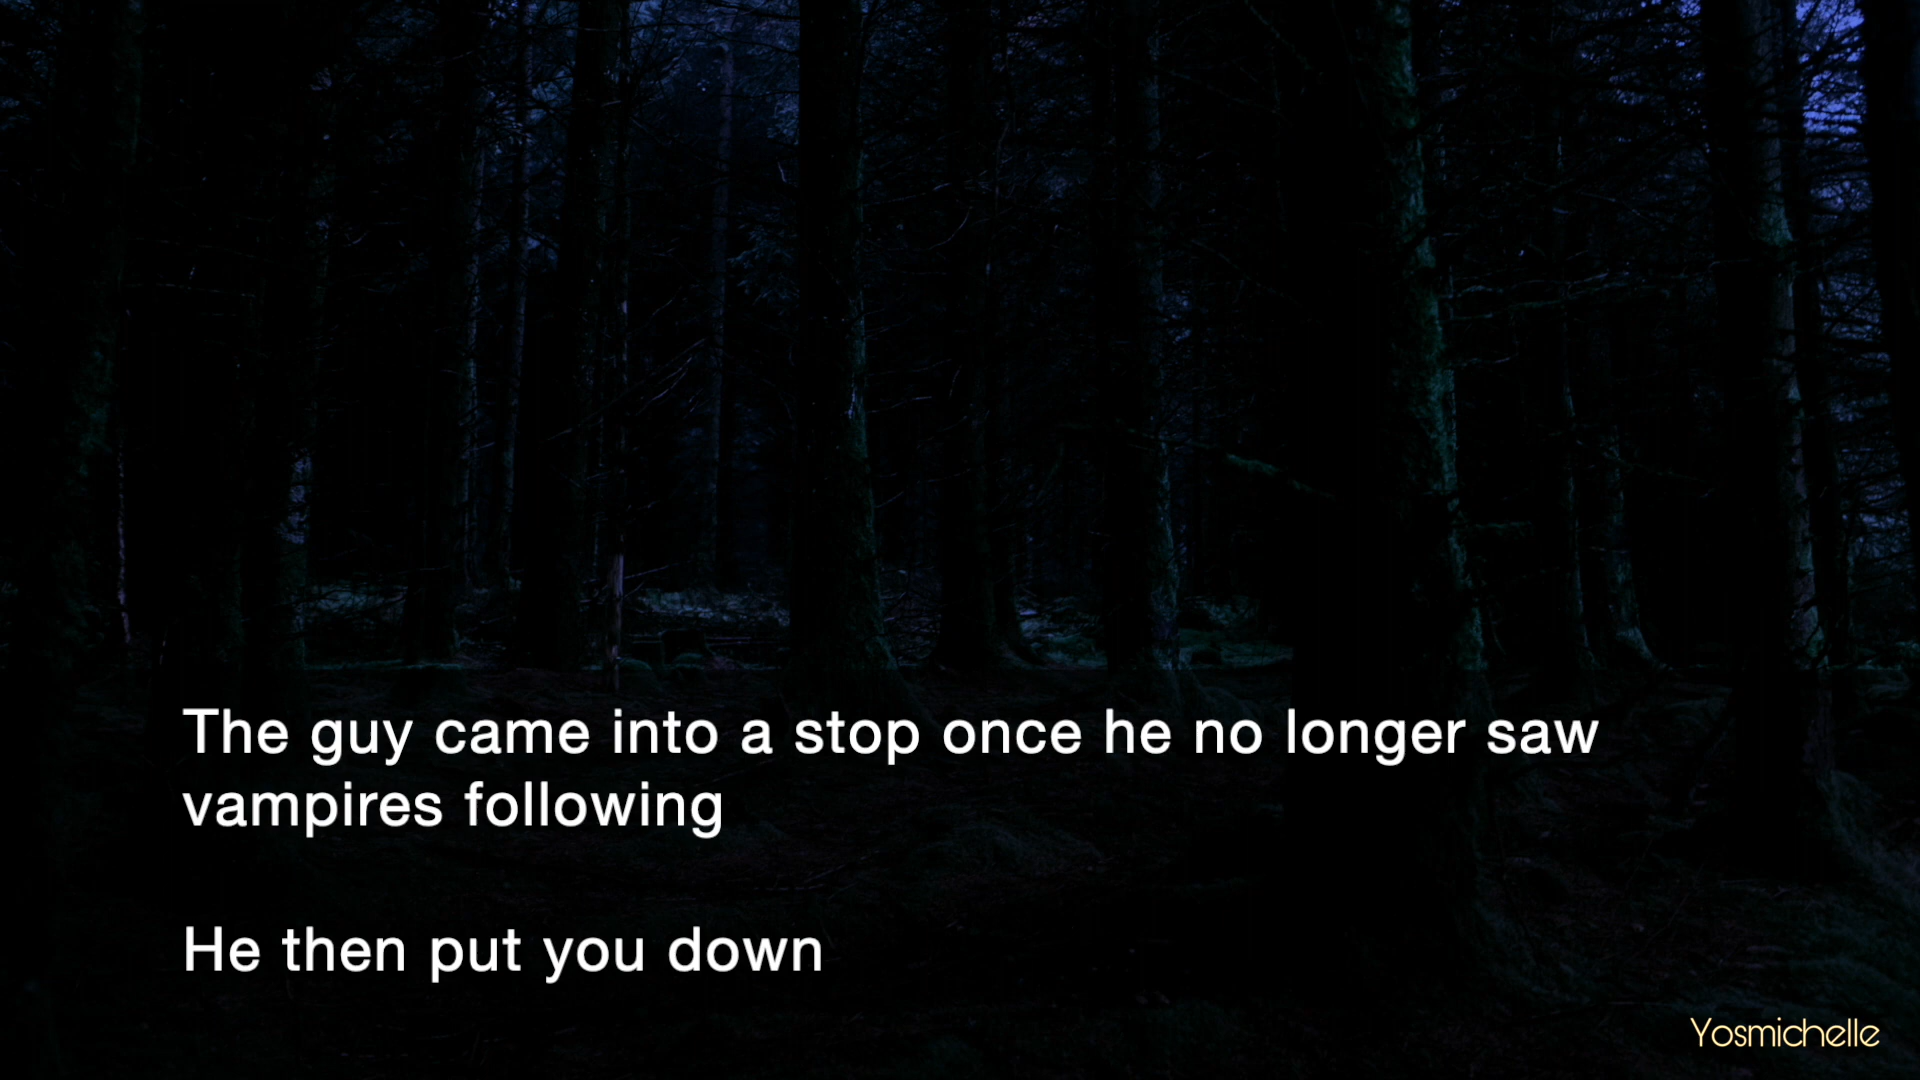 The guy came into a stop once he no longer saw
vampires following
He then put you down
Yosmichelle